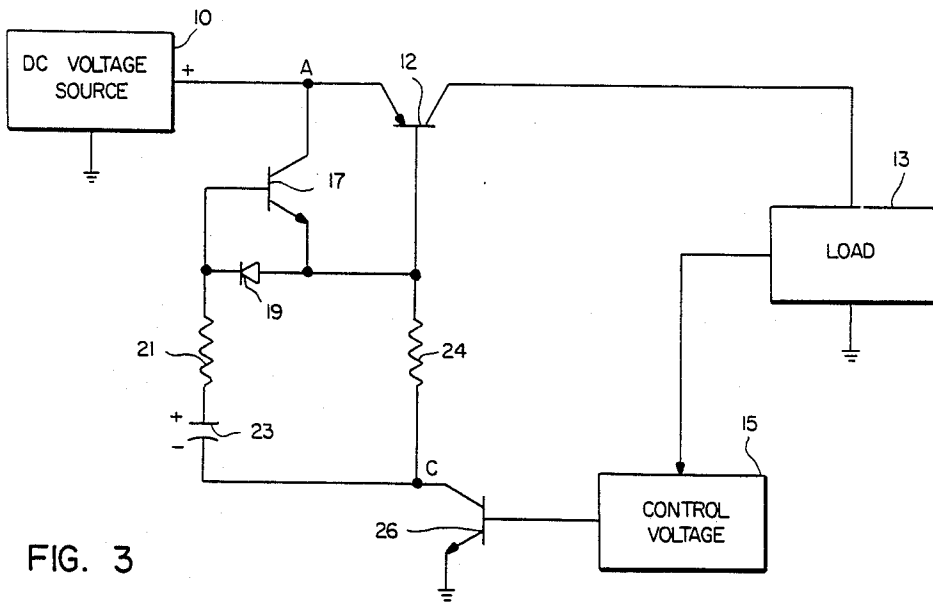 10
DC VOLTAGE
SOURCE
+
A
12
17
13
LOAD
19
21
24
+
23
-
15
C
CONTROL
VOLTAGE
26
FIG. 3